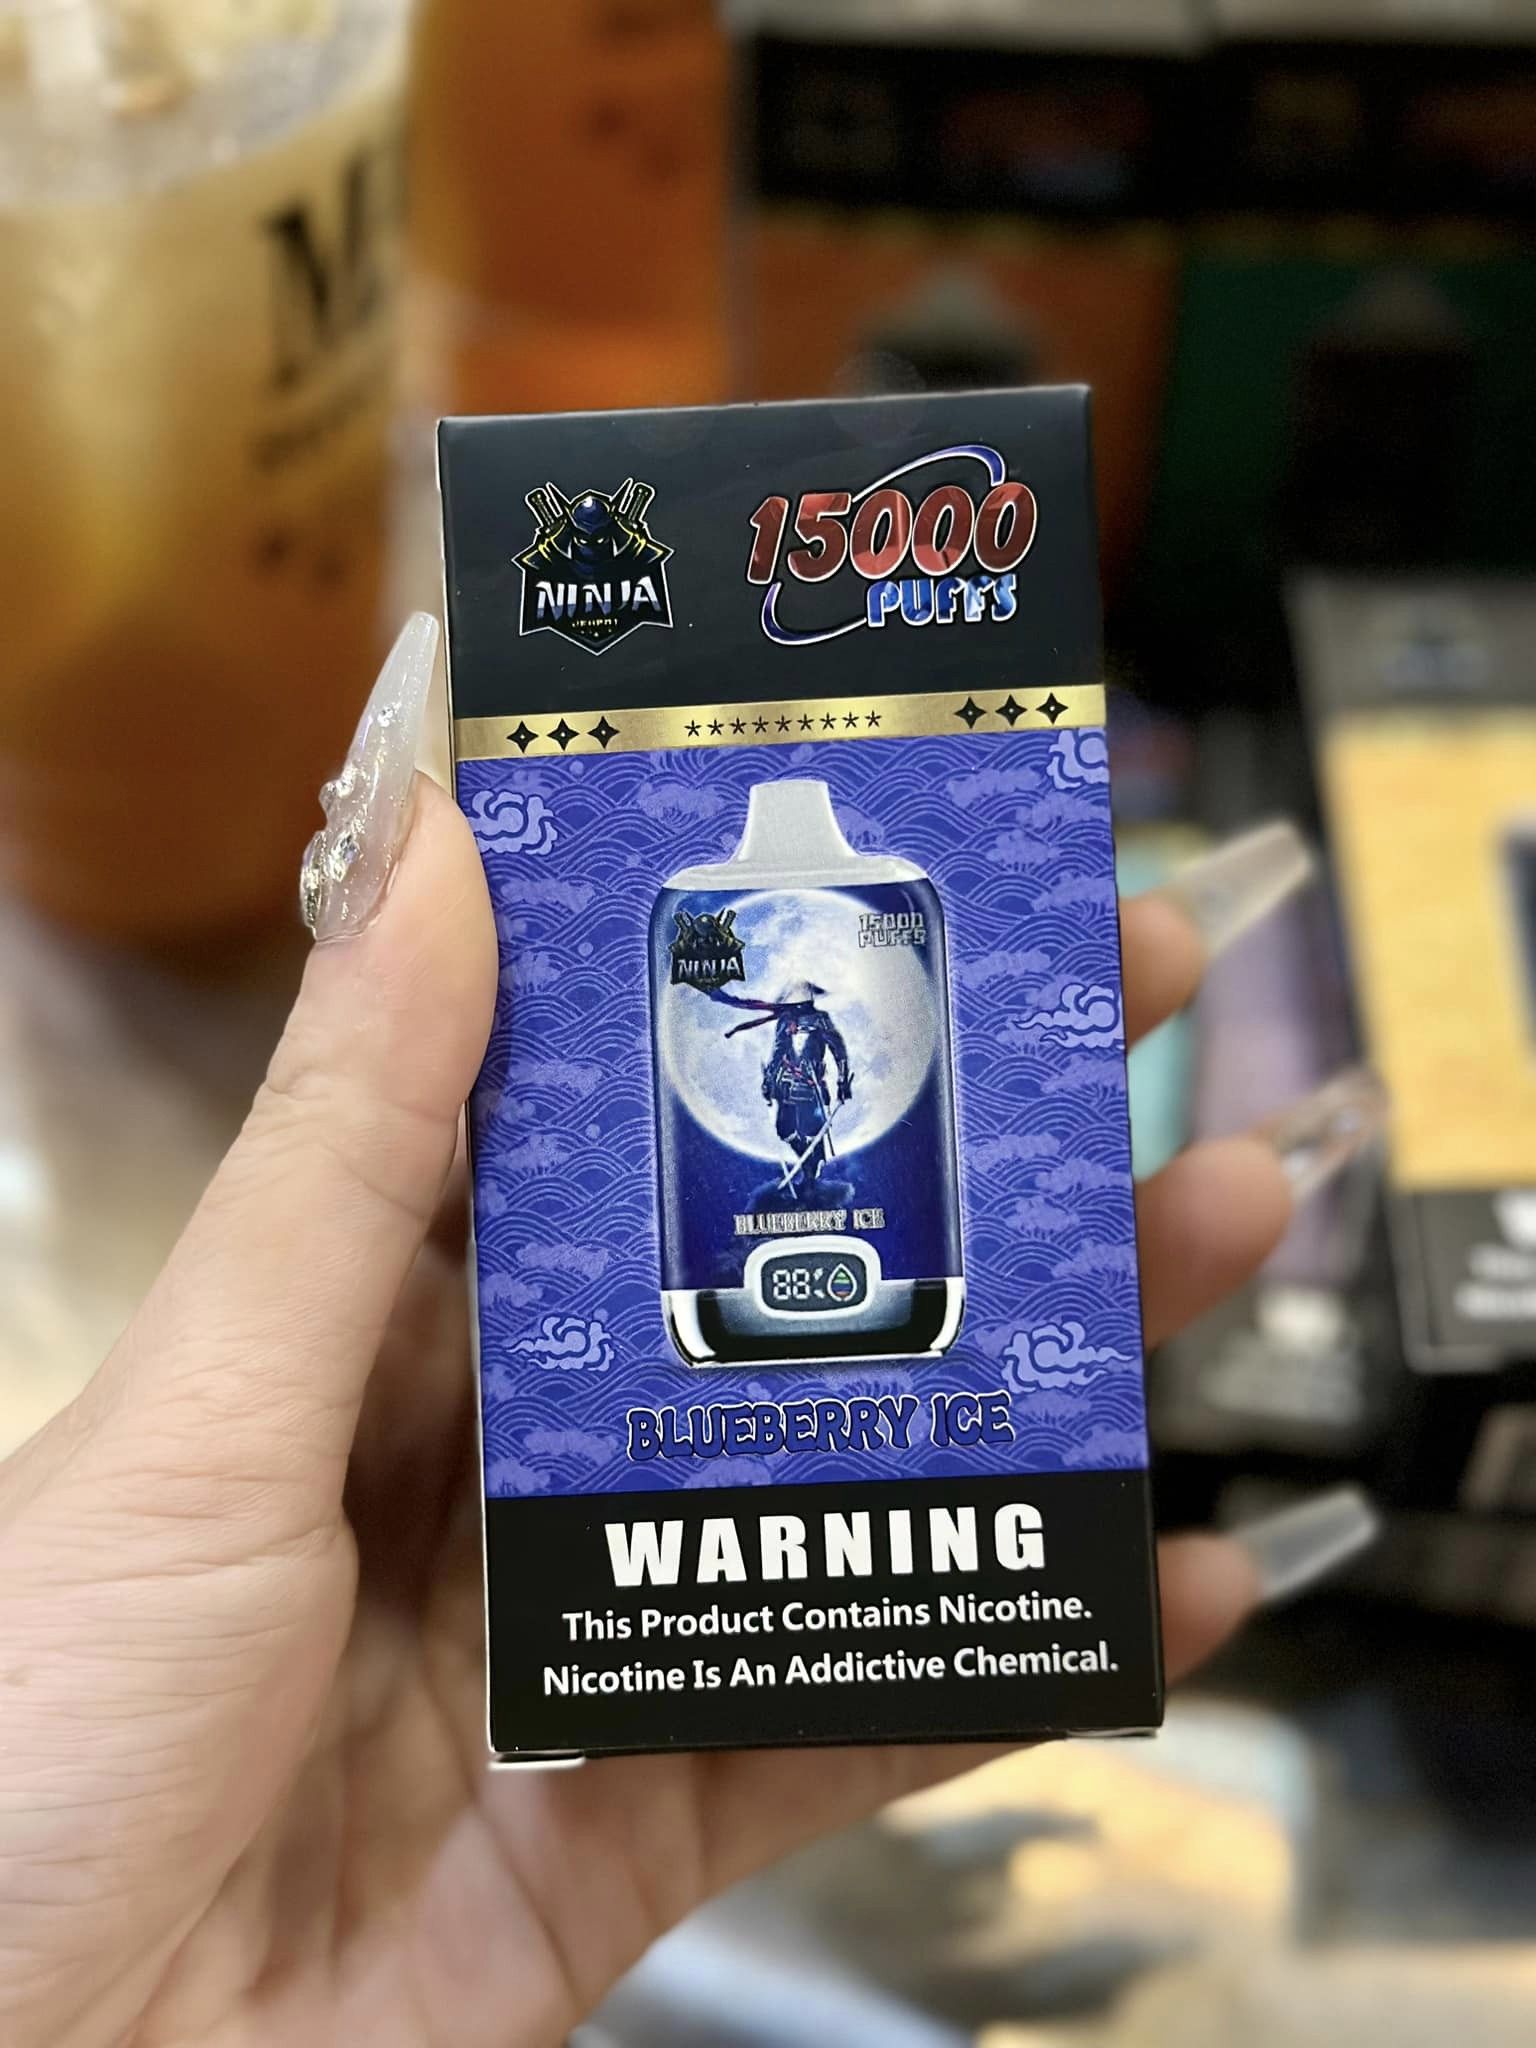 NINJA
15000
PUFFS
*********
NINJA
15000
PUFFS
BLUEBERRY ICE
88
BLUEBERRY ICE
WARNING
This Product Contains Nicotine.
Nicotine Is An Addictive Chemical.